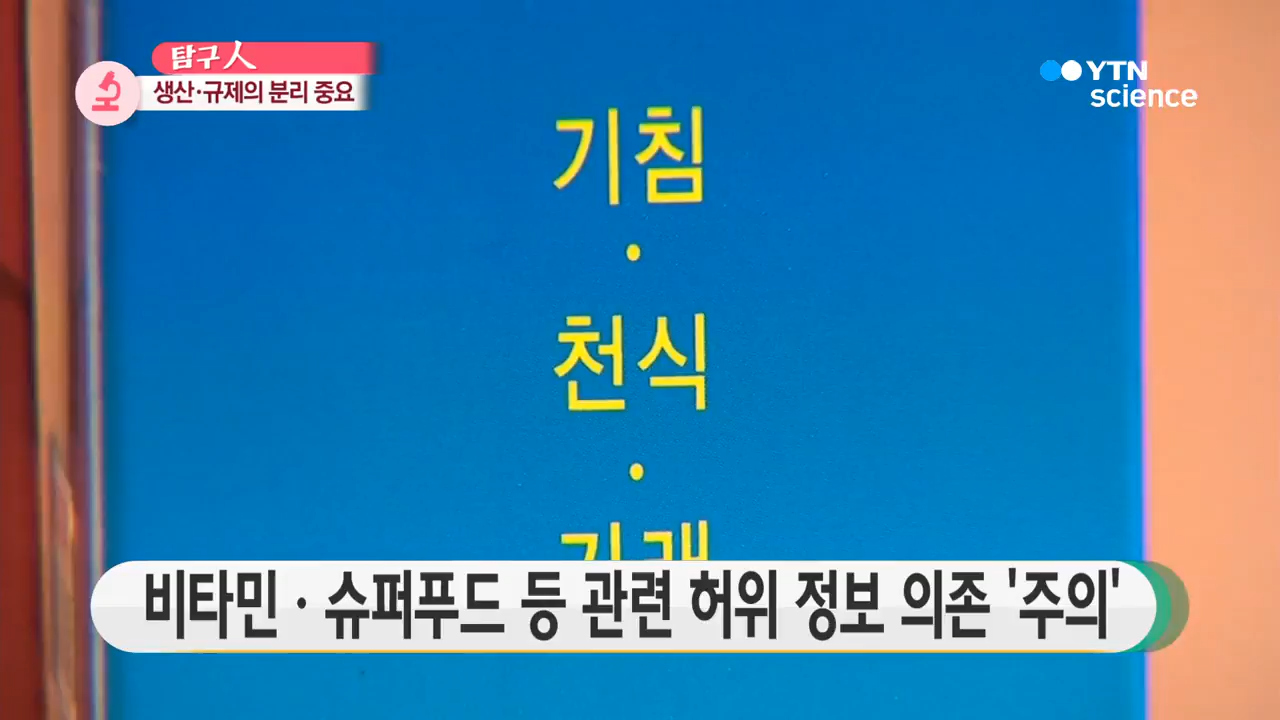 탐구人
생산·규제의 분리 중요
YTN
science
기침
·
천식
·
비타민·슈퍼푸드 등 관련 허위 정보 의존 '주의'